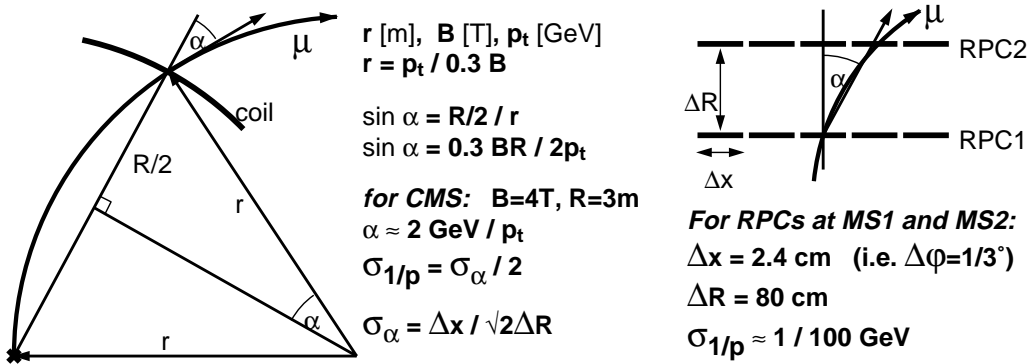 α
μ
coil
R/2
r
α
r
r [m], B [T], pt [GeV]
r = pt / 0.3 B
sin α = R/2 / r
sin α = 0.3 BR / 2pt
for CMS: B=4T, R=3m
α ≈ 2 GeV / pt
σ1/p = σα / 2
σα = Δx / √2ΔR
μ
RPC2
α
ΔR
RPC1
Δx
For RPCs at MS1 and MS2:
Δx = 2.4 cm (i.e. Δφ=1/3°)
ΔR = 80 cm
σ1/p ≈ 1 / 100 GeV